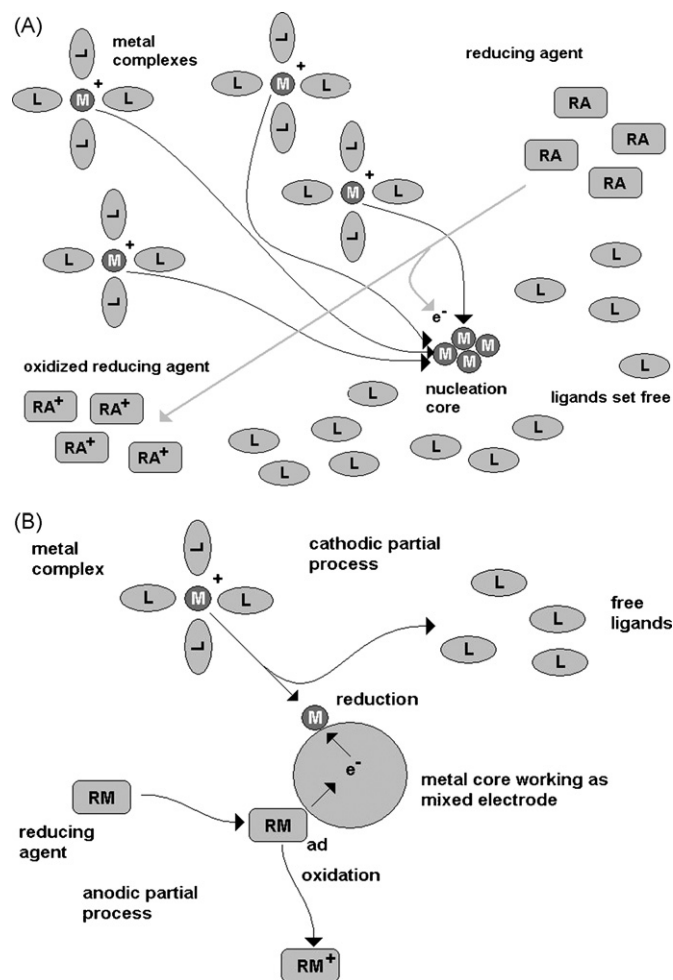 (A)
metal
complexes
L
L M + L
L
L
L M + L
L
L
L M + L
L
L
L M + L
L
reducing agent
RA
RA
RA
RA
L
L
L
L
ligands set free
e-
M
M M
M
nucleation
core
oxidized reducing agent
RA+
RA+
RA+
RA+
L
L
L
L
L
L
L
L
(B)
metal
complex
L
L M + L
L
cathodic partial
process
L
L
L
L
free
ligands
reduction
M
e-
metal core working as
mixed electrode
RM
reducing
agent
RM
ad
oxidation
anodic partial
process
RM+